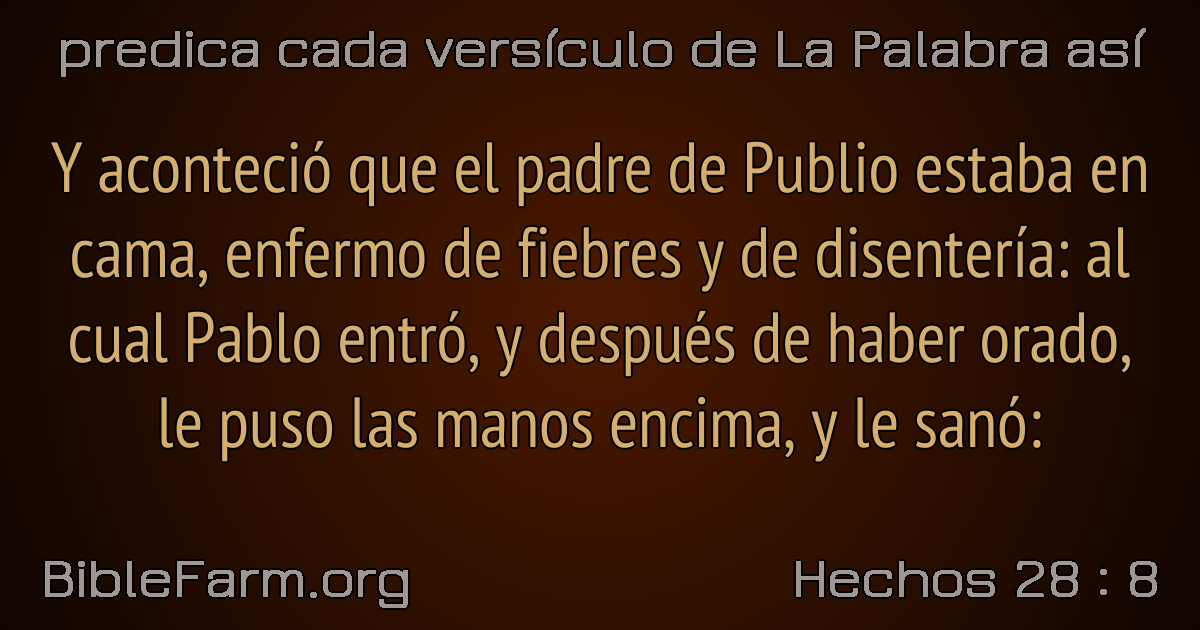 predica cada versículo de La Palabra así
Y aconteció que el padre de Publio estaba en
cama, enfermo de fiebres y de disentería: al
cual Pablo entró, y después de haber orado,
le puso las manos encima, y le sanó:
BibleFarm.org
Hechos 28 : 8